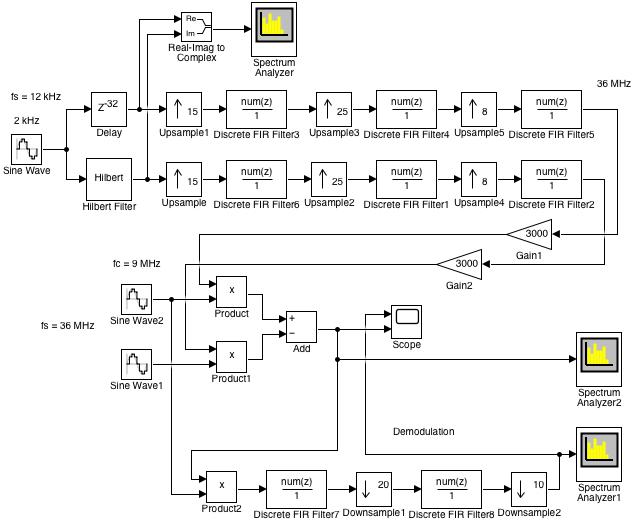 Re
Im
Real-Imag to
Complex
Spectrum
Analyzer
fs = 12 kHz
36 MHz
2 kHz
Z-32
Delay
15
Upsample1
num(z)
1
Discrete FIR Filter3
25
Upsample3
num(z)
1
Discrete FIR Filter4
8
Upsample5
num(z)
1
Discrete FIR Filter5
Sine Wave
Hilbert
Hilbert Filter
15
Upsample
num(z)
1
Discrete FIR Filter6
25
Upsample2
num(z)
1
Discrete FIR Filter1
8
Upsample4
num(z)
1
Discrete FIR Filter2
3000
Gain1
3000
Gain2
fc = 9 MHz
Sine Wave2
x
Product
fs = 36 MHz
+
−
Add
Scope
Sine Wave1
x
Product1
Spectrum
Analyzer2
Demodulation
x
Product2
num(z)
1
Discrete FIR Filter7
20
Downsample1
num(z)
1
Discrete FIR Filter8
10
Downsample2
Spectrum
Analyzer1